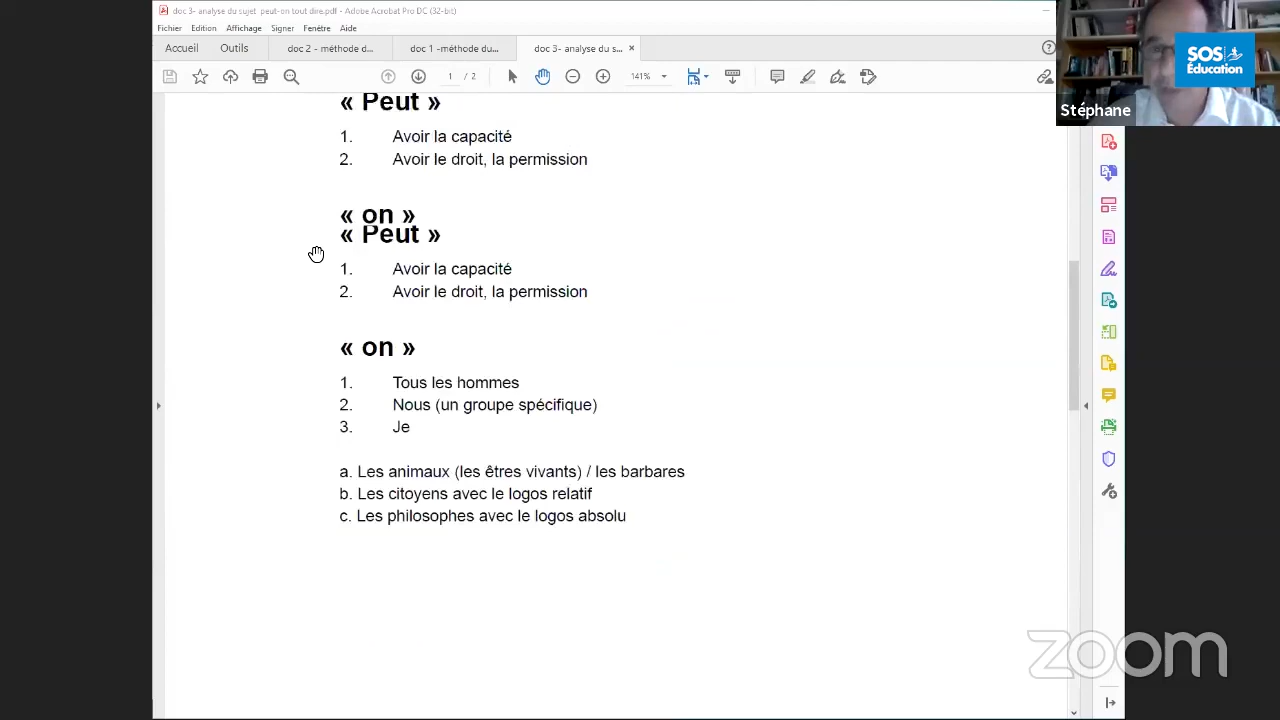 doc 3- analyse du sujet peut-on tout dire.pdf - Adobe Acrobat Pro DC (32-bit)
Fichier Edition Affichage Signer Fenêtre Aide
Accueil Outils doc 2 - méthode d... doc 1 -méthode du... doc 3- analyse du s... ×
1 / 2 141%
SOS Éducation
Stéphane
« Peut »
1. Avoir la capacité
2. Avoir le droit, la permission
« on »
« Peut »
1. Avoir la capacité
2. Avoir le droit, la permission
« on »
1. Tous les hommes
2. Nous (un groupe spécifique)
3. Je
a. Les animaux (les êtres vivants) / les barbares
b. Les citoyens avec le logos relatif
c. Les philosophes avec le logos absolu
zoom